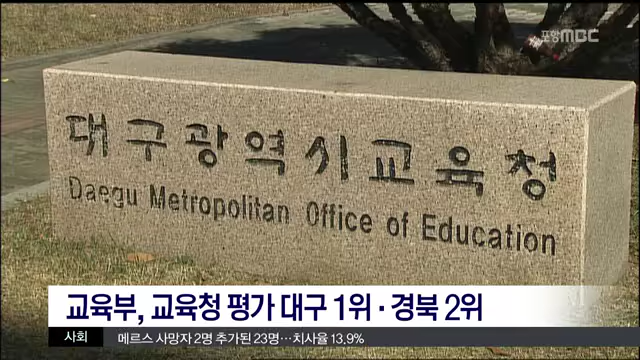 포항MBC
대구광역시교육청
Daegu Metropolitan Office of Education
교육부, 교육청 평가 대구 1위·경북 2위
사회 메르스 사망자 2명 추가된 23명…치사율 13.9%